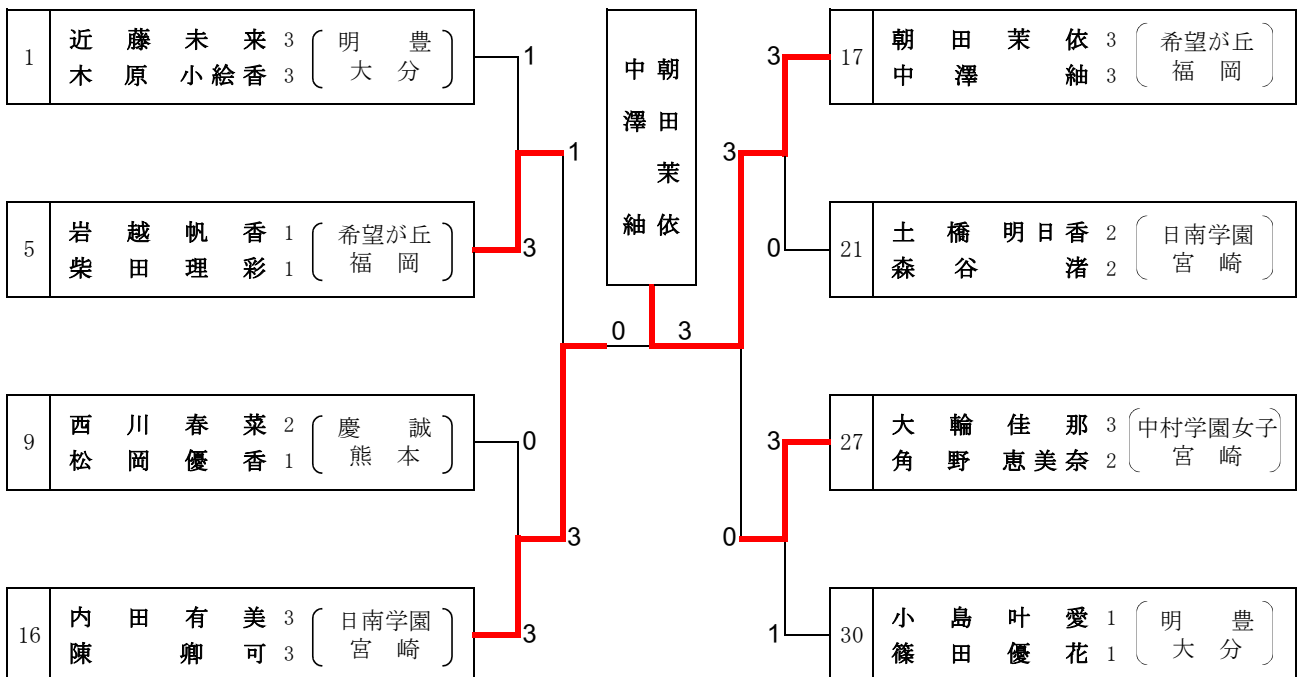 1 近藤未来 3 (明豊
木原小絵香 3 大分)
1
5 岩越帆香 1 (希望が丘
柴田理彩 1 福岡)
3
1
9 西川春菜 2 (慶誠
松岡優香 1 熊本)
0
16 内田有美 3 (日南学園
陳卿可 3 宮崎)
3
3
朝田茉依
中澤紬
0 3
17 朝田茉依 3 (希望が丘
中澤紬 3 福岡)
3
21 土橋明日香 2 (日南学園
森谷渚 2 宮崎)
0
3
27 大輪佳那 3 (中村学園女子
角野恵美奈 2 宮崎)
3
30 小島叶愛 1 (明豊
篠田優花 1 大分)
1
0